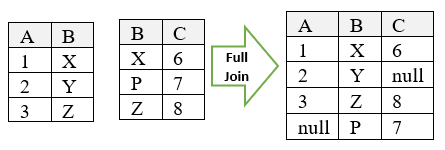 A B
1 X
2 Y
3 Z
B C
X 6
P 7
Z 8
Full
Join
A B C
1 X 6
2 Y null
3 Z 8
null P 7